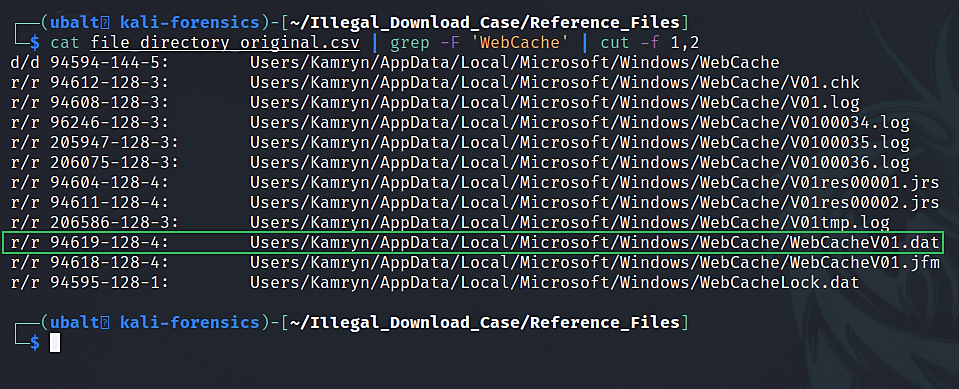 ┌──(ubalt㉿ kali-forensics)-[~/Illegal_Download_Case/Reference_Files]
└─$ cat file_directory_original.csv | grep -F 'WebCache' | cut -f 1,2
d/d 94594-144-5:        Users/Kamryn/AppData/Local/Microsoft/Windows/WebCache
r/r 94612-128-3:        Users/Kamryn/AppData/Local/Microsoft/Windows/WebCache/V01.chk
r/r 94608-128-3:        Users/Kamryn/AppData/Local/Microsoft/Windows/WebCache/V01.log
r/r 96246-128-3:        Users/Kamryn/AppData/Local/Microsoft/Windows/WebCache/V0100034.log
r/r 205947-128-3:       Users/Kamryn/AppData/Local/Microsoft/Windows/WebCache/V0100035.log
r/r 206075-128-3:       Users/Kamryn/AppData/Local/Microsoft/Windows/WebCache/V0100036.log
r/r 94604-128-4:        Users/Kamryn/AppData/Local/Microsoft/Windows/WebCache/V01res00001.jrs
r/r 94611-128-4:        Users/Kamryn/AppData/Local/Microsoft/Windows/WebCache/V01res00002.jrs
r/r 206586-128-3:       Users/Kamryn/AppData/Local/Microsoft/Windows/WebCache/V01tmp.log
r/r 94619-128-4:        Users/Kamryn/AppData/Local/Microsoft/Windows/WebCache/WebCacheV01.dat
r/r 94618-128-4:        Users/Kamryn/AppData/Local/Microsoft/Windows/WebCache/WebCacheV01.jfm
r/r 94595-128-1:        Users/Kamryn/AppData/Local/Microsoft/Windows/WebCacheLock.dat
┌──(ubalt㉿ kali-forensics)-[~/Illegal_Download_Case/Reference_Files]
└─$